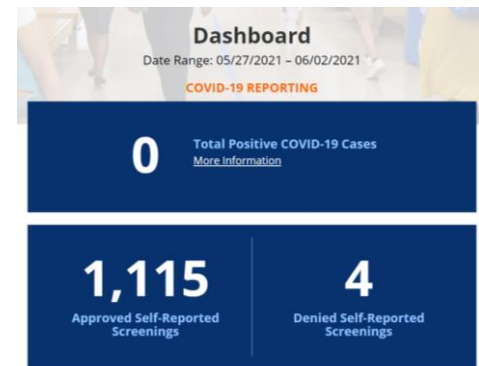 Dashboard
Date Range: 05/27/2021 – 06/02/2021
COVID-19 REPORTING
0
Total Positive COVID-19 Cases
More Information
1,115
Approved Self-Reported
Screenings
4
Denied Self-Reported
Screenings